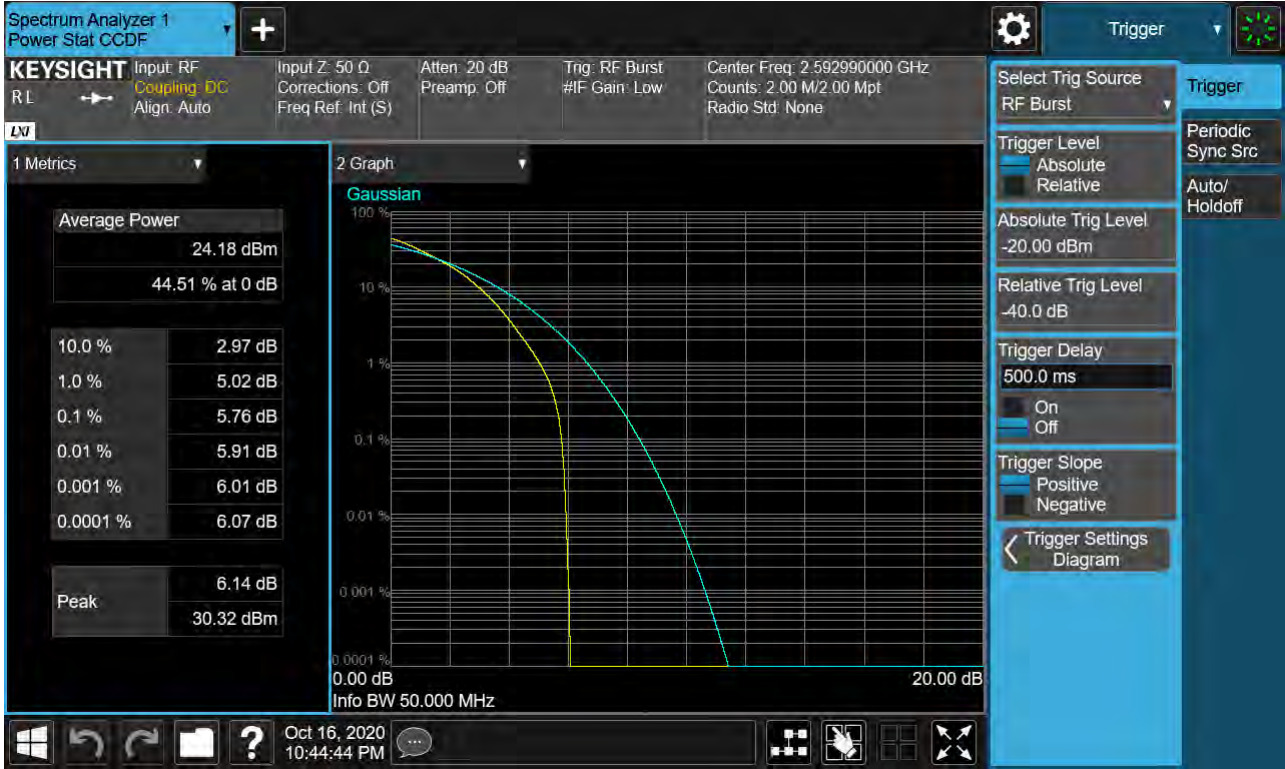 Spectrum Analyzer 1
Power Stat CCDF
Trigger
KEYSIGHT
RL
LXI
Input: RF
Coupling: DC
Align: Auto
Input Z: 50 Ω
Corrections: Off
Freq Ref: Int (S)
Atten: 20 dB
Preamp: Off
Trig: RF Burst
#IF Gain: Low
Center Freq: 2.592990000 GHz
Counts: 2.00 M/2.00 Mpt
Radio Std: None
1 Metrics
Average Power
24.18 dBm
44.51 % at 0 dB
10.0 % 2.97 dB
1.0 % 5.02 dB
0.1 % 5.76 dB
0.01 % 5.91 dB
0.001 % 6.01 dB
0.0001 % 6.07 dB
Peak
6.14 dB
30.32 dBm
2 Graph
Gaussian
100 %
10 %
1 %
0.1 %
0.01 %
0.001 %
0.0001 %
0.00 dB 20.00 dB
Info BW 50.000 MHz
Select Trig Source
RF Burst
Trigger Level
Absolute
Relative
Absolute Trig Level
-20.00 dBm
Relative Trig Level
-40.0 dB
Trigger Delay
500.0 ms
On
Off
Trigger Slope
Positive
Negative
Trigger Settings
Diagram
Trigger
Periodic
Sync Src
Auto/
Holdoff
Oct 16, 2020
10:44:44 PM